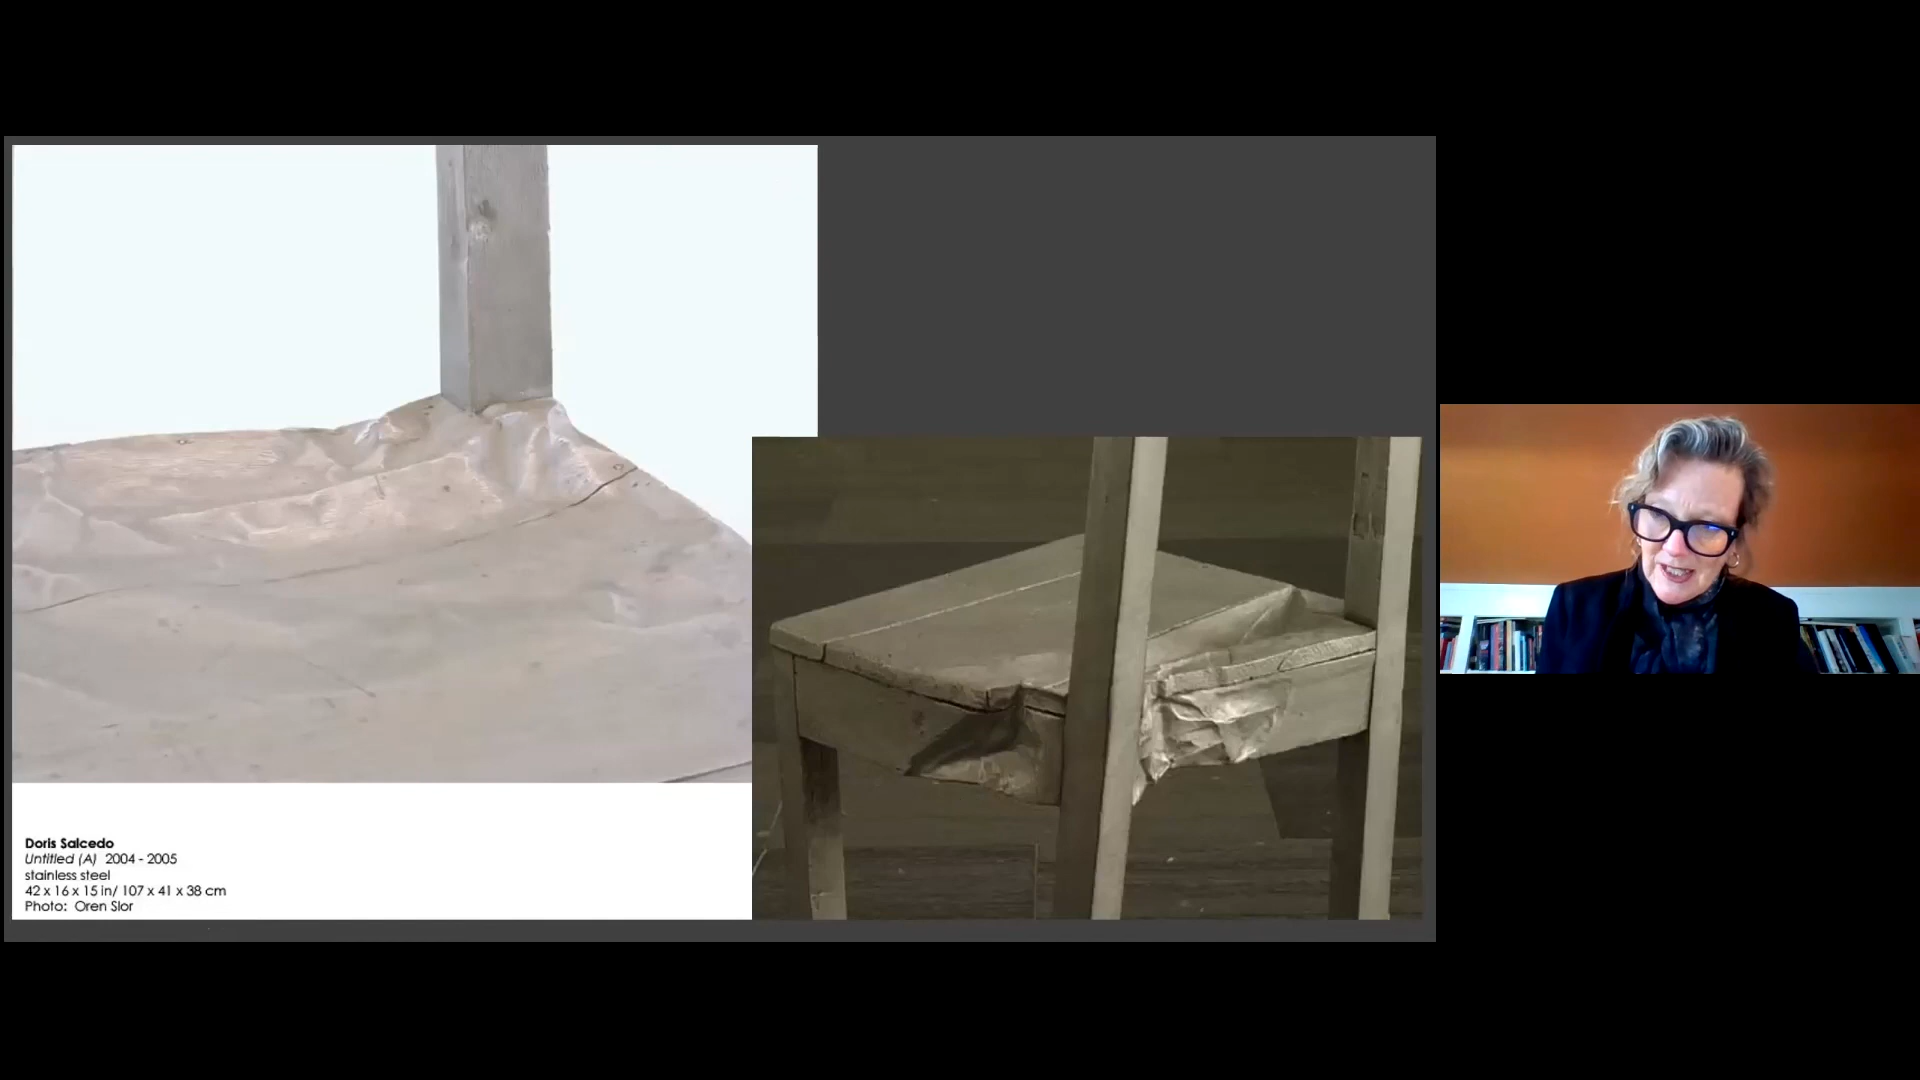 Doris Salcedo
Untitled (A) 2004 - 2005
stainless steel
42 x 16 x 15 in/ 107 x 41 x 38 cm
Photo: Oren Slor